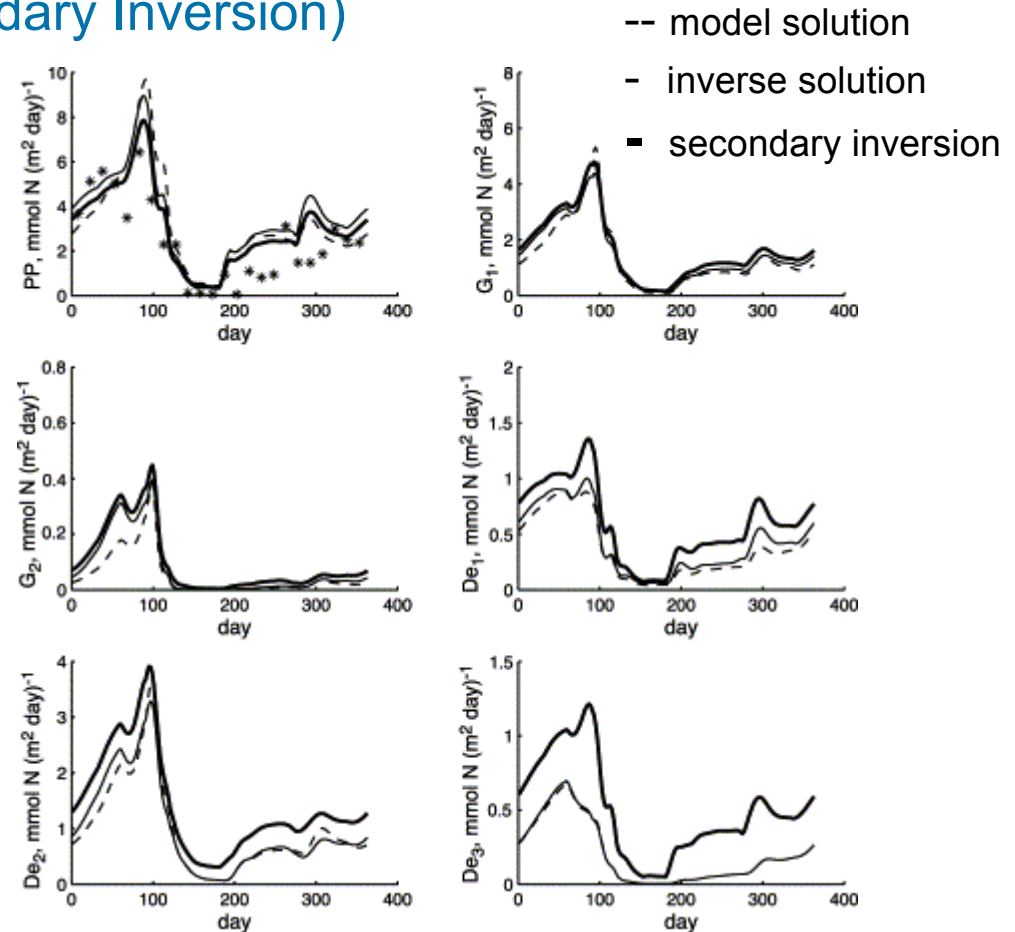 dary Inversion)
-- model solution
- inverse solution
- secondary inversion
PP, mmol N (m² day)⁻¹
10
8
6
4
2
0
0 100 200 300 400
day
G₁, mmol N (m² day)⁻¹
8
6
4
2
0
0 100 200 300 400
day
G₂, mmol N (m² day)⁻¹
0.8
0.6
0.4
0.2
0
0 100 200 300 400
day
De₁, mmol N (m² day)⁻¹
2
1.5
1
0.5
0
0 100 200 300 400
day
De₂, mmol N (m² day)⁻¹
4
3
2
1
0
0 100 200 300 400
day
De₃, mmol N (m² day)⁻¹
1.5
1
0.5
0
0 100 200 300 400
day